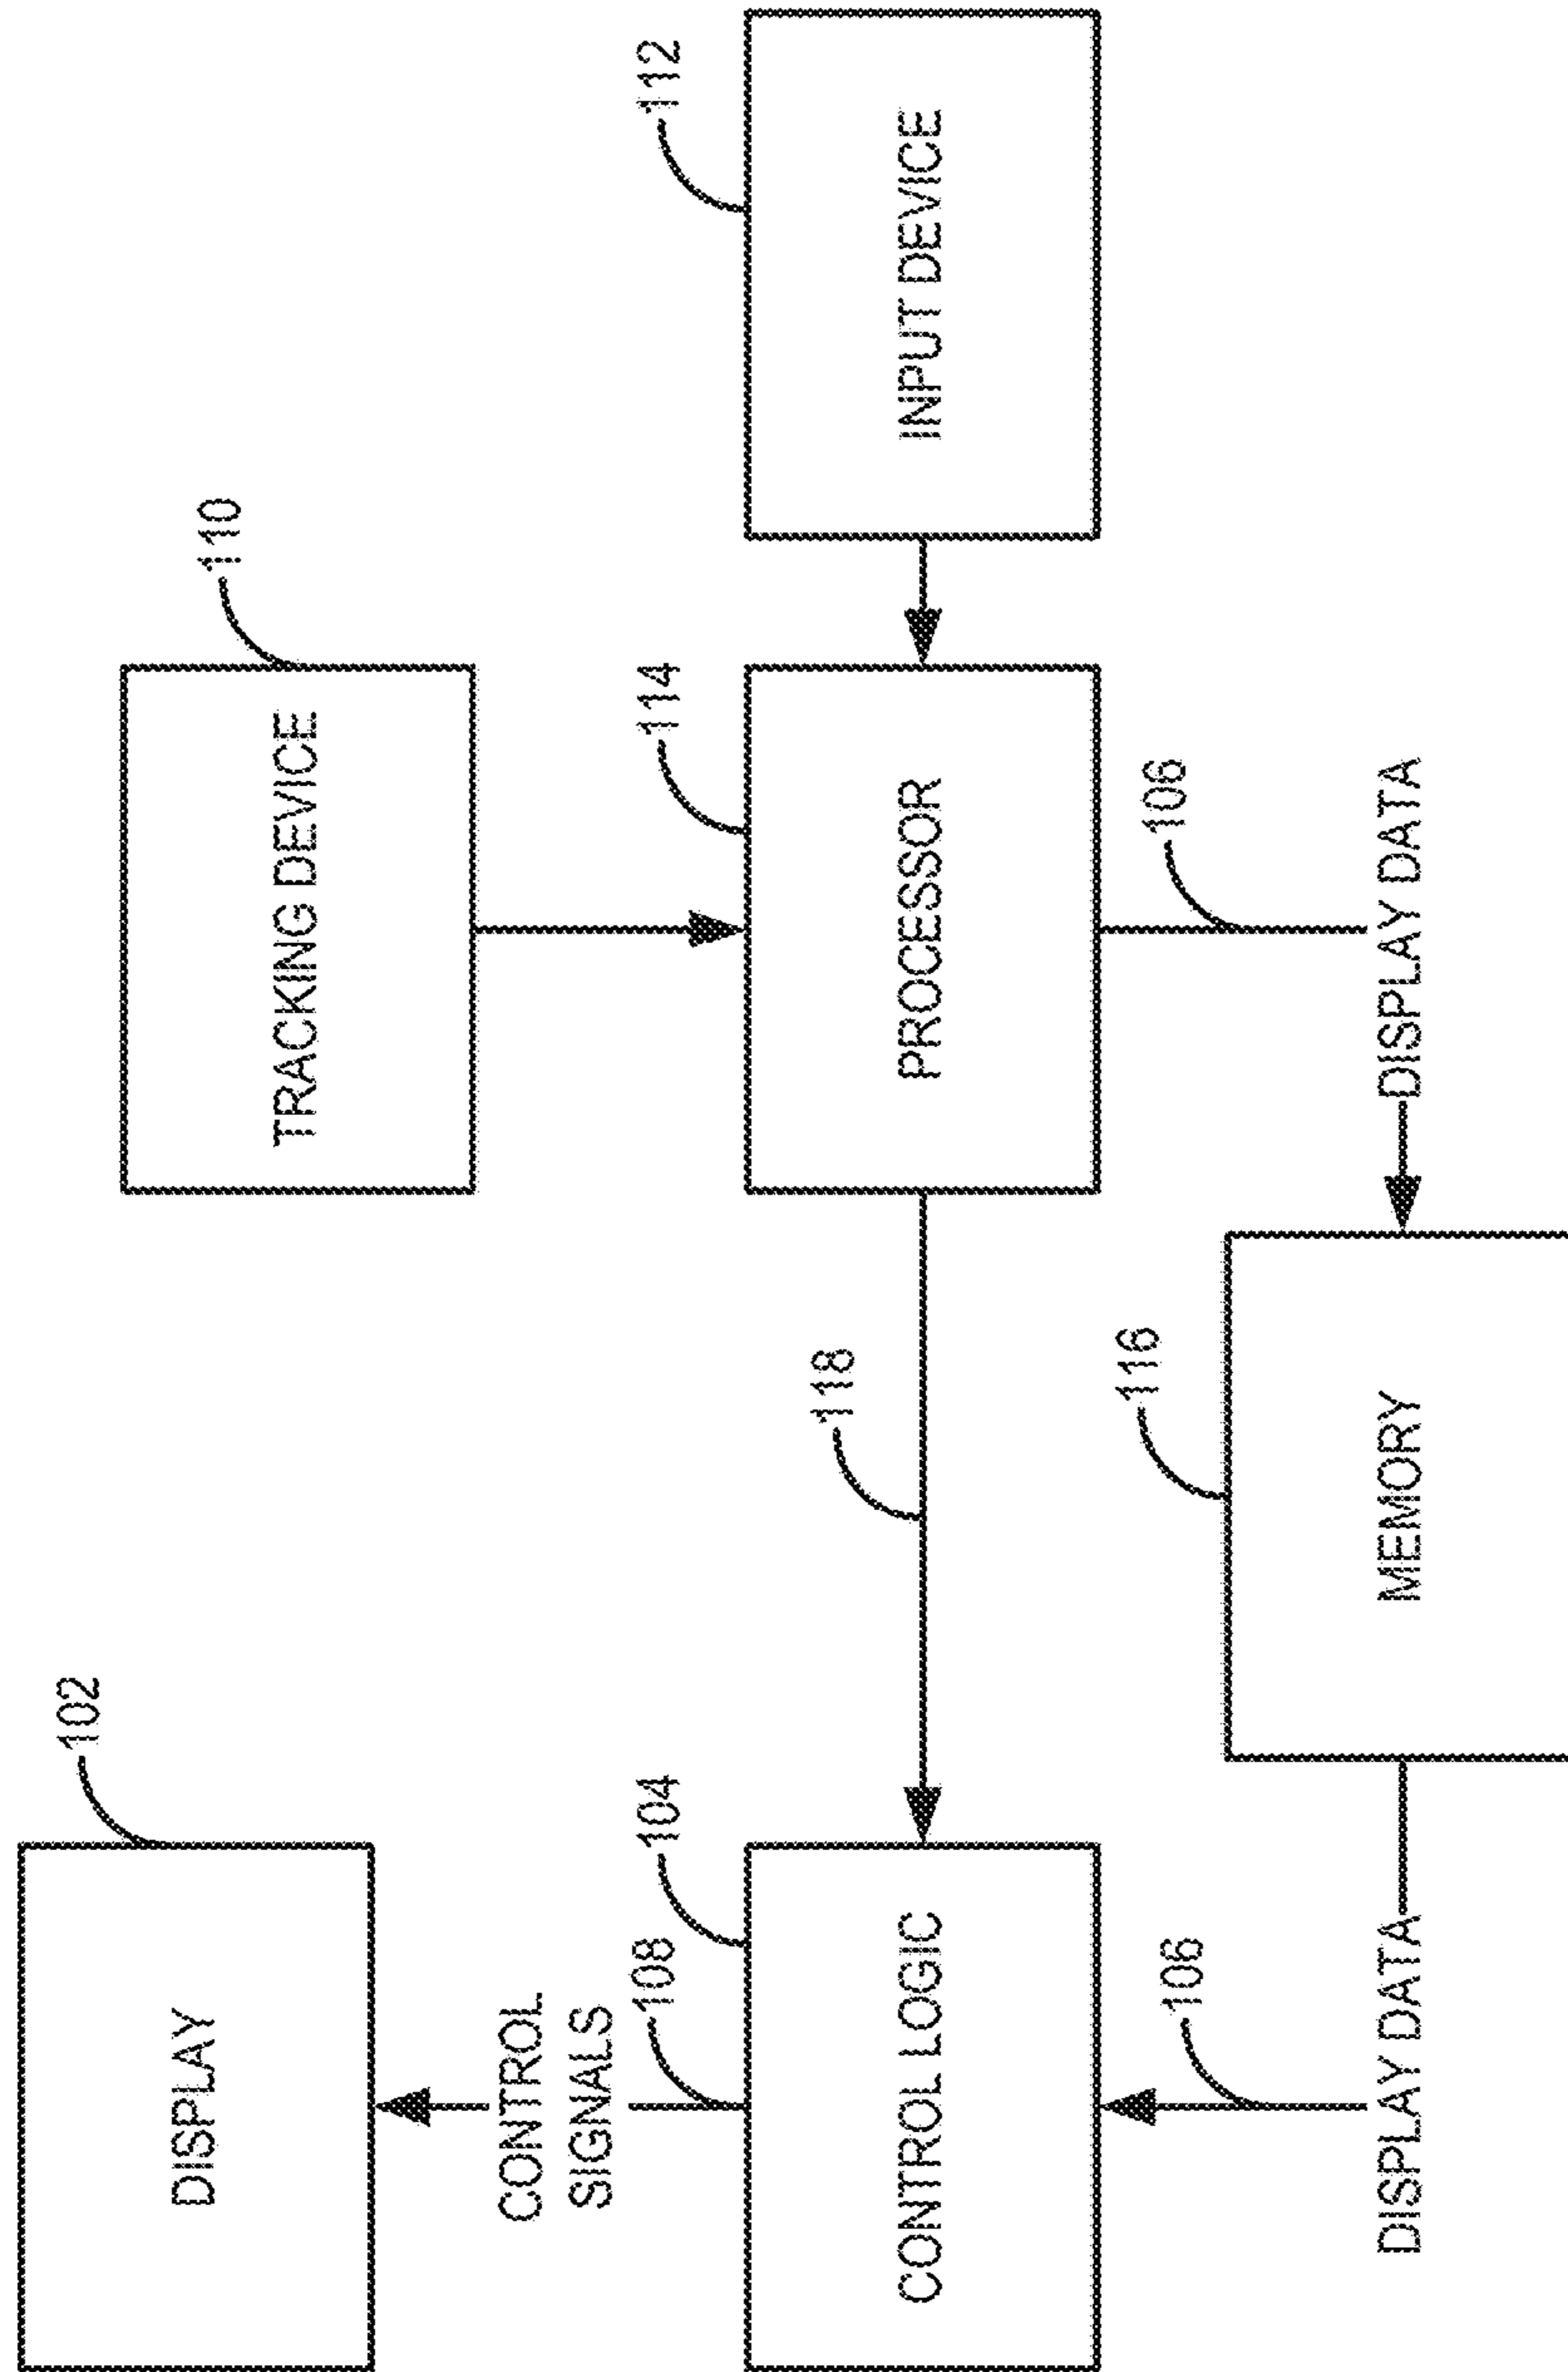 102
DISPLAY
110
TRACKING DEVICE
CONTROL
SIGNALS
108
104
114
112
118
CONTROL LOGIC
PROCESSOR
INPUT DEVICE
106
116
106
DISPLAY DATA
MEMORY
DISPLAY DATA